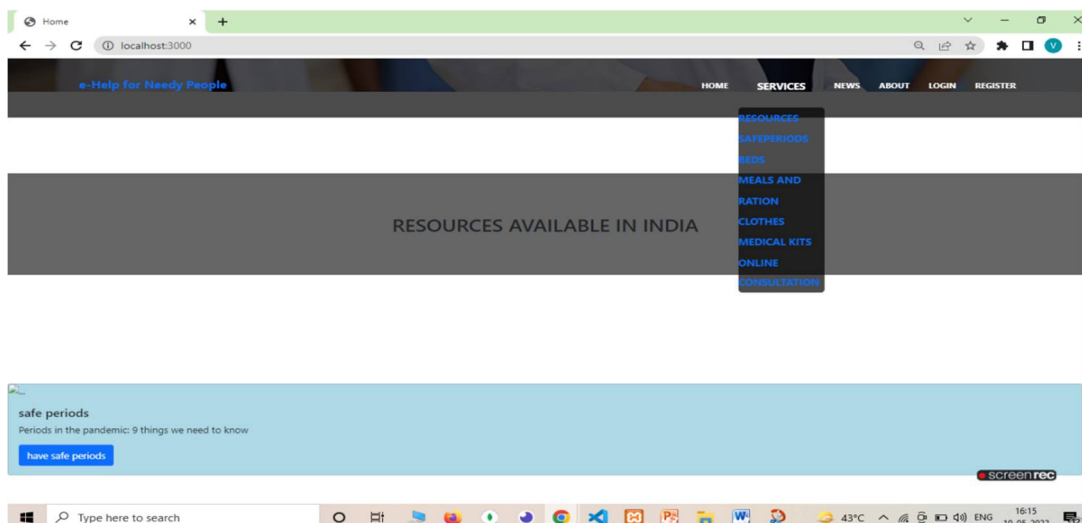 Home
localhost:3000
V
e-Help for Needy People
HOME SERVICES NEWS ABOUT LOGIN REGISTER
RESOURCES
SAFEPERIODS
BEDS
MEALS AND
RATION
CLOTHES
MEDICAL KITS
ONLINE
CONSULTATION
RESOURCES AVAILABLE IN INDIA
safe periods
Periods in the pandemic: 9 things we need to know
have safe periods
screenrec
Type here to search
43°C ENG
16:15